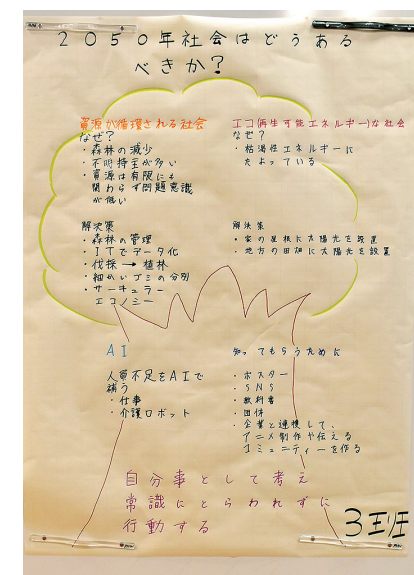 2050年社会はどうある
べきか?
資源が循環される社会
なぜ?
・森林の減少
・不明持主が多い
・資源は有限にも
関わらず問題意識
が低い
解決策
・森林の管理
・ITでデータ化
・伐採→植林
・細かいゴミの分別
・サーキュラー
エコノミー
エコ(再生可能エネルギー)な社会
なぜ?
・枯渇性エネルギーに
たよっている
解決策
・家の屋根に太陽光を設置
・地方の田畑に太陽光を設置
AI
人員不足をAIで
補う
・仕事
・介護ロボット
知ってもらうために
・ポスター
・SNS
・教科書
・団体
・企業と連携して、
アニメ制作や伝える
コミュニティーを作る
自分事として考え
常識にとらわれずに
行動する
3班